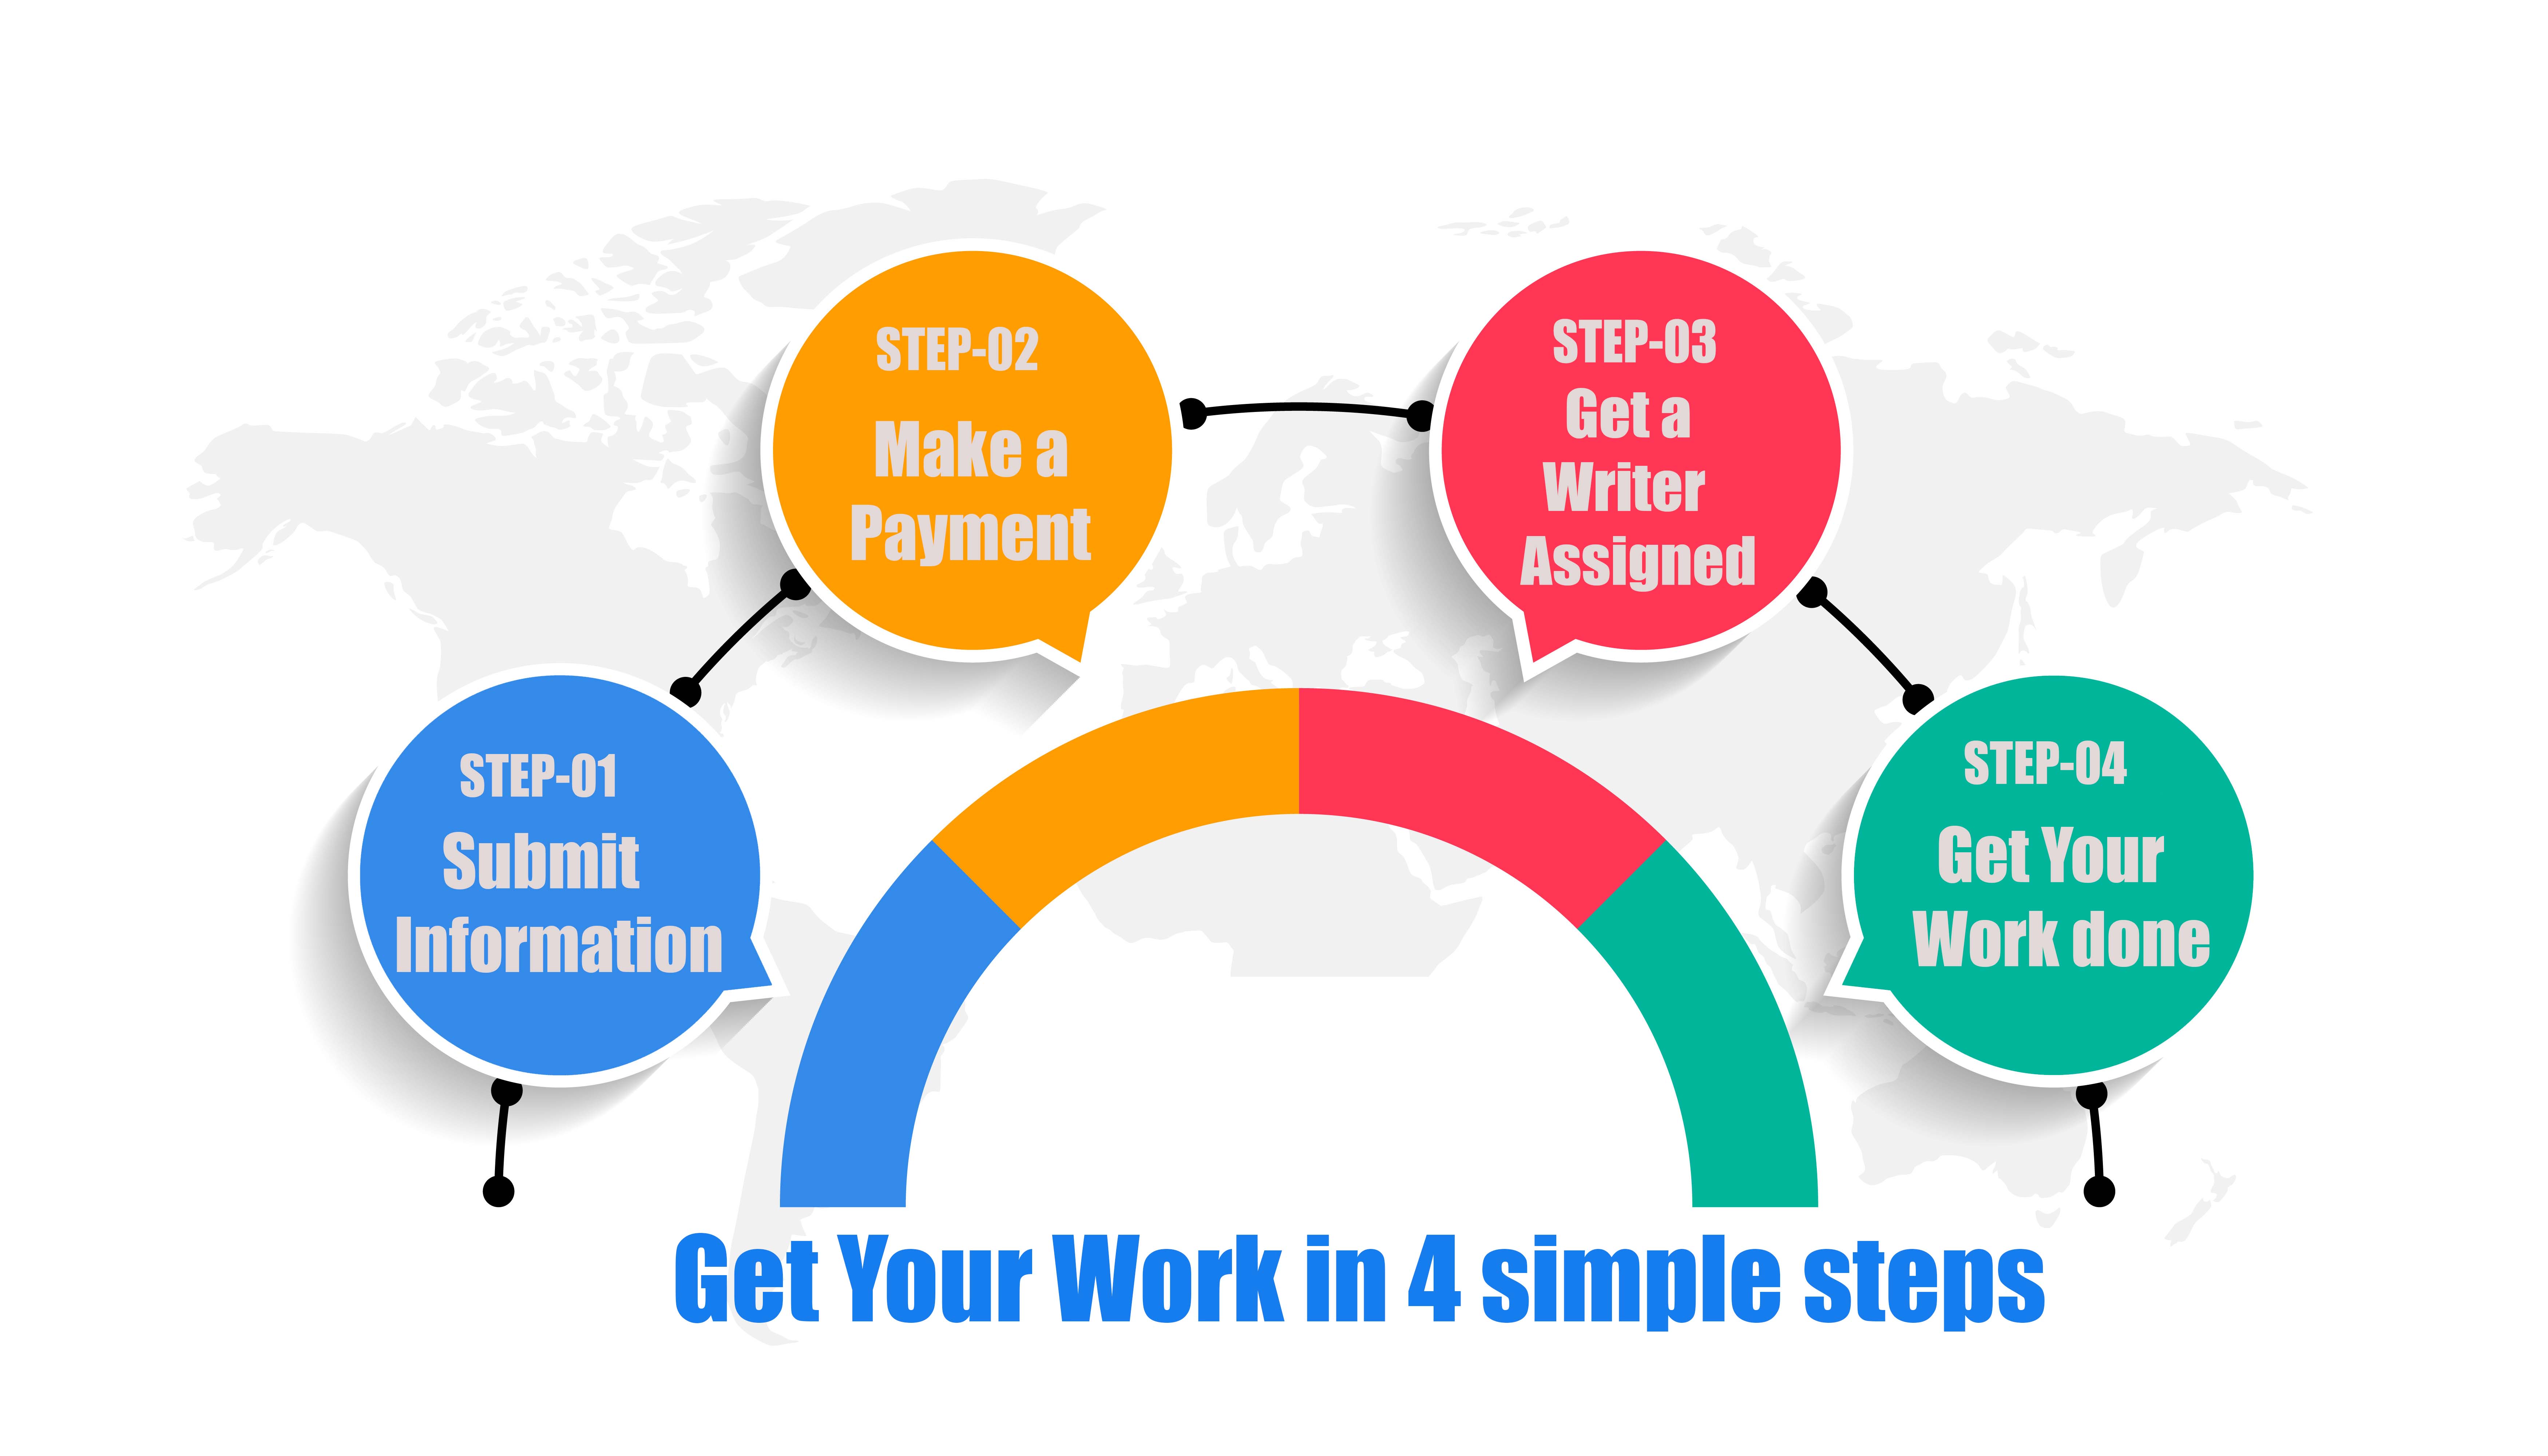 STEP-01
Submit
Information
STEP-02
Make a
Payment
STEP-03
Get a
Writer
Assigned
STEP-04
Get Your
Work done
Get Your Work in 4 simple steps